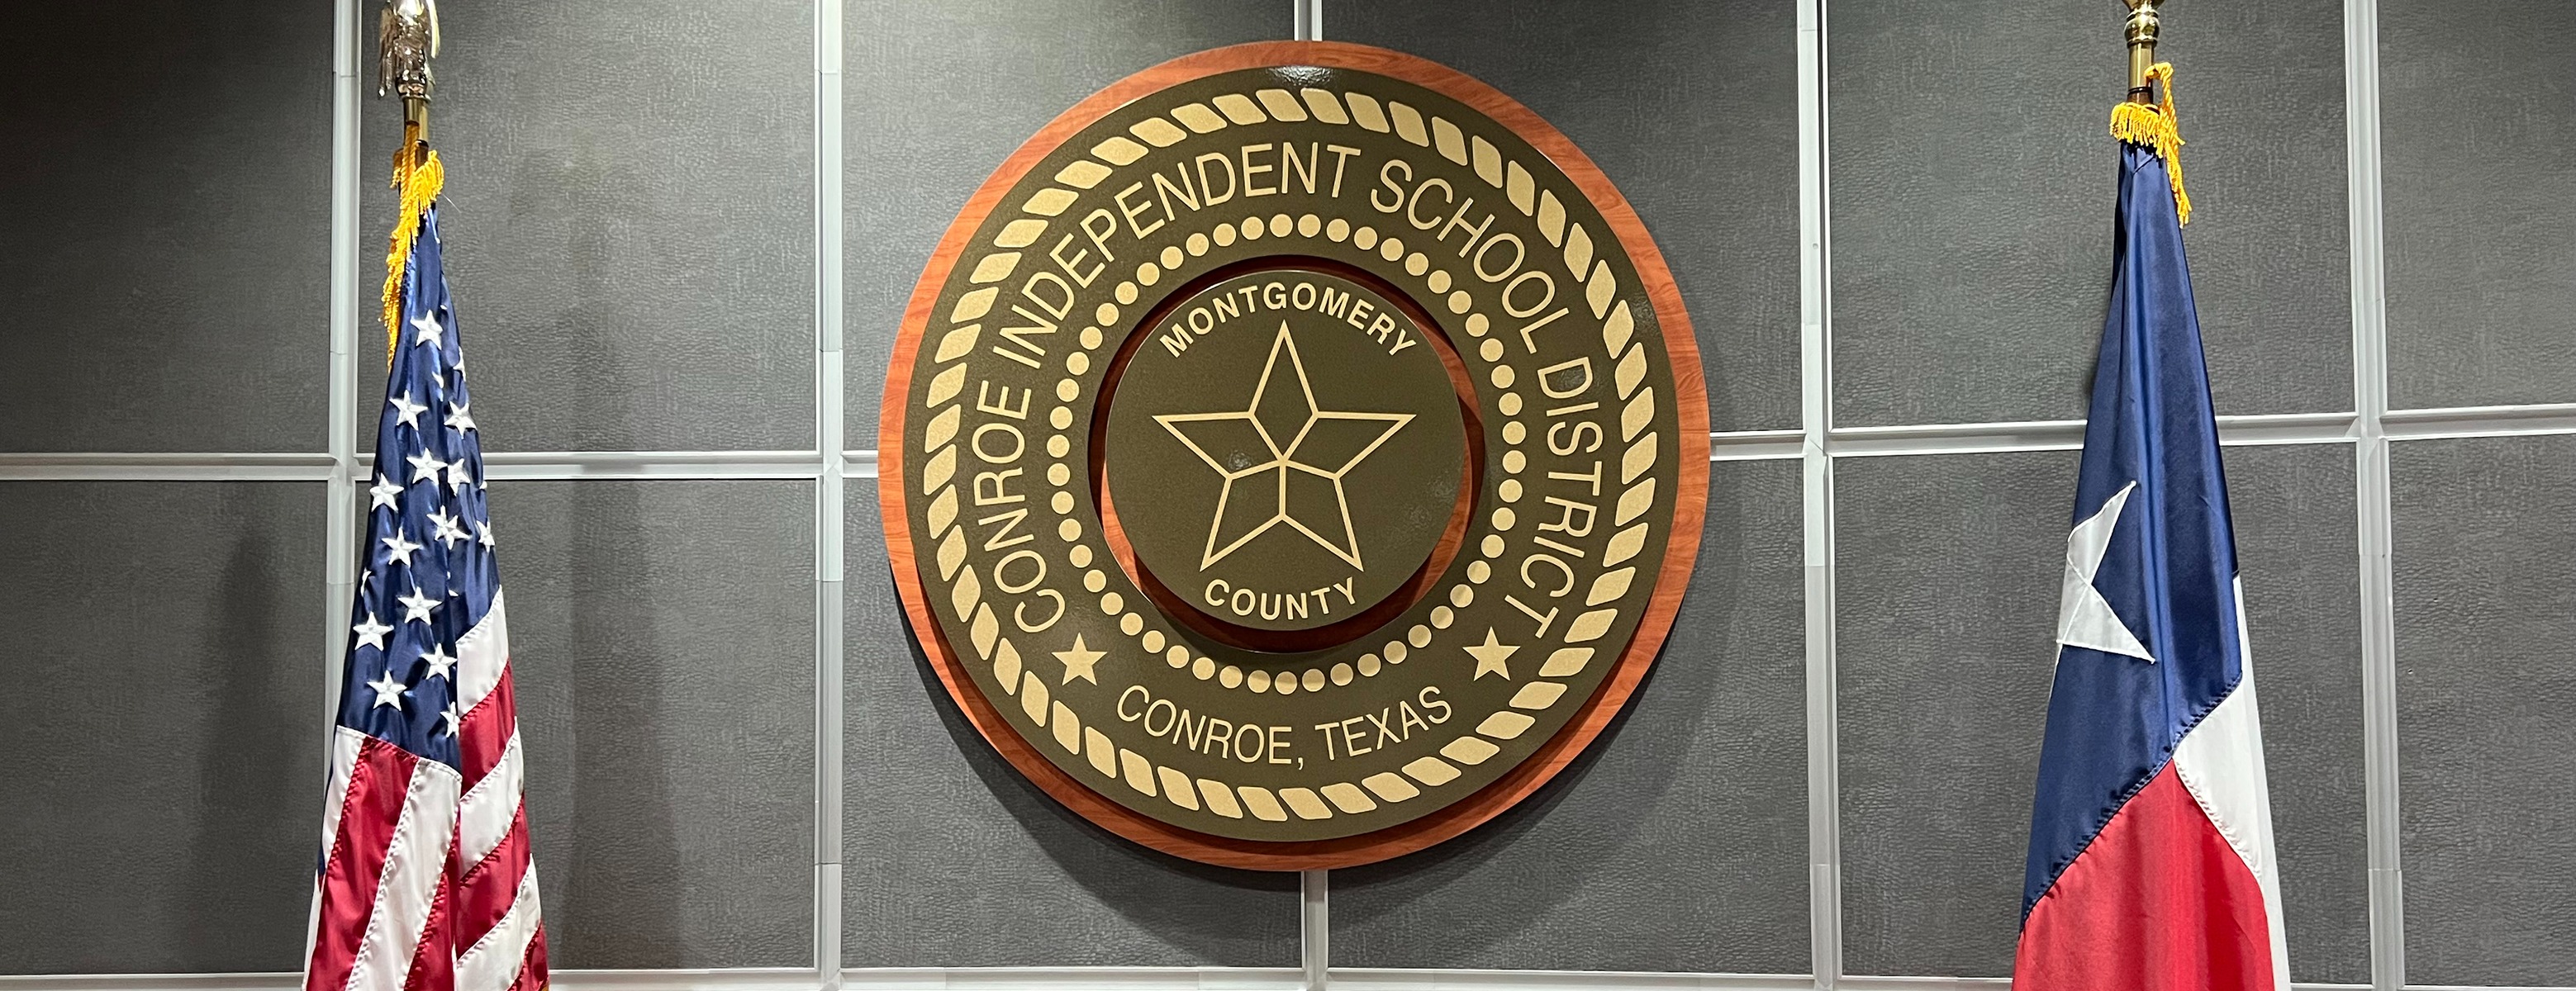 CONROE INDEPENDENT SCHOOL DISTRICT
MONTGOMERY
COUNTY
CONROE, TEXAS